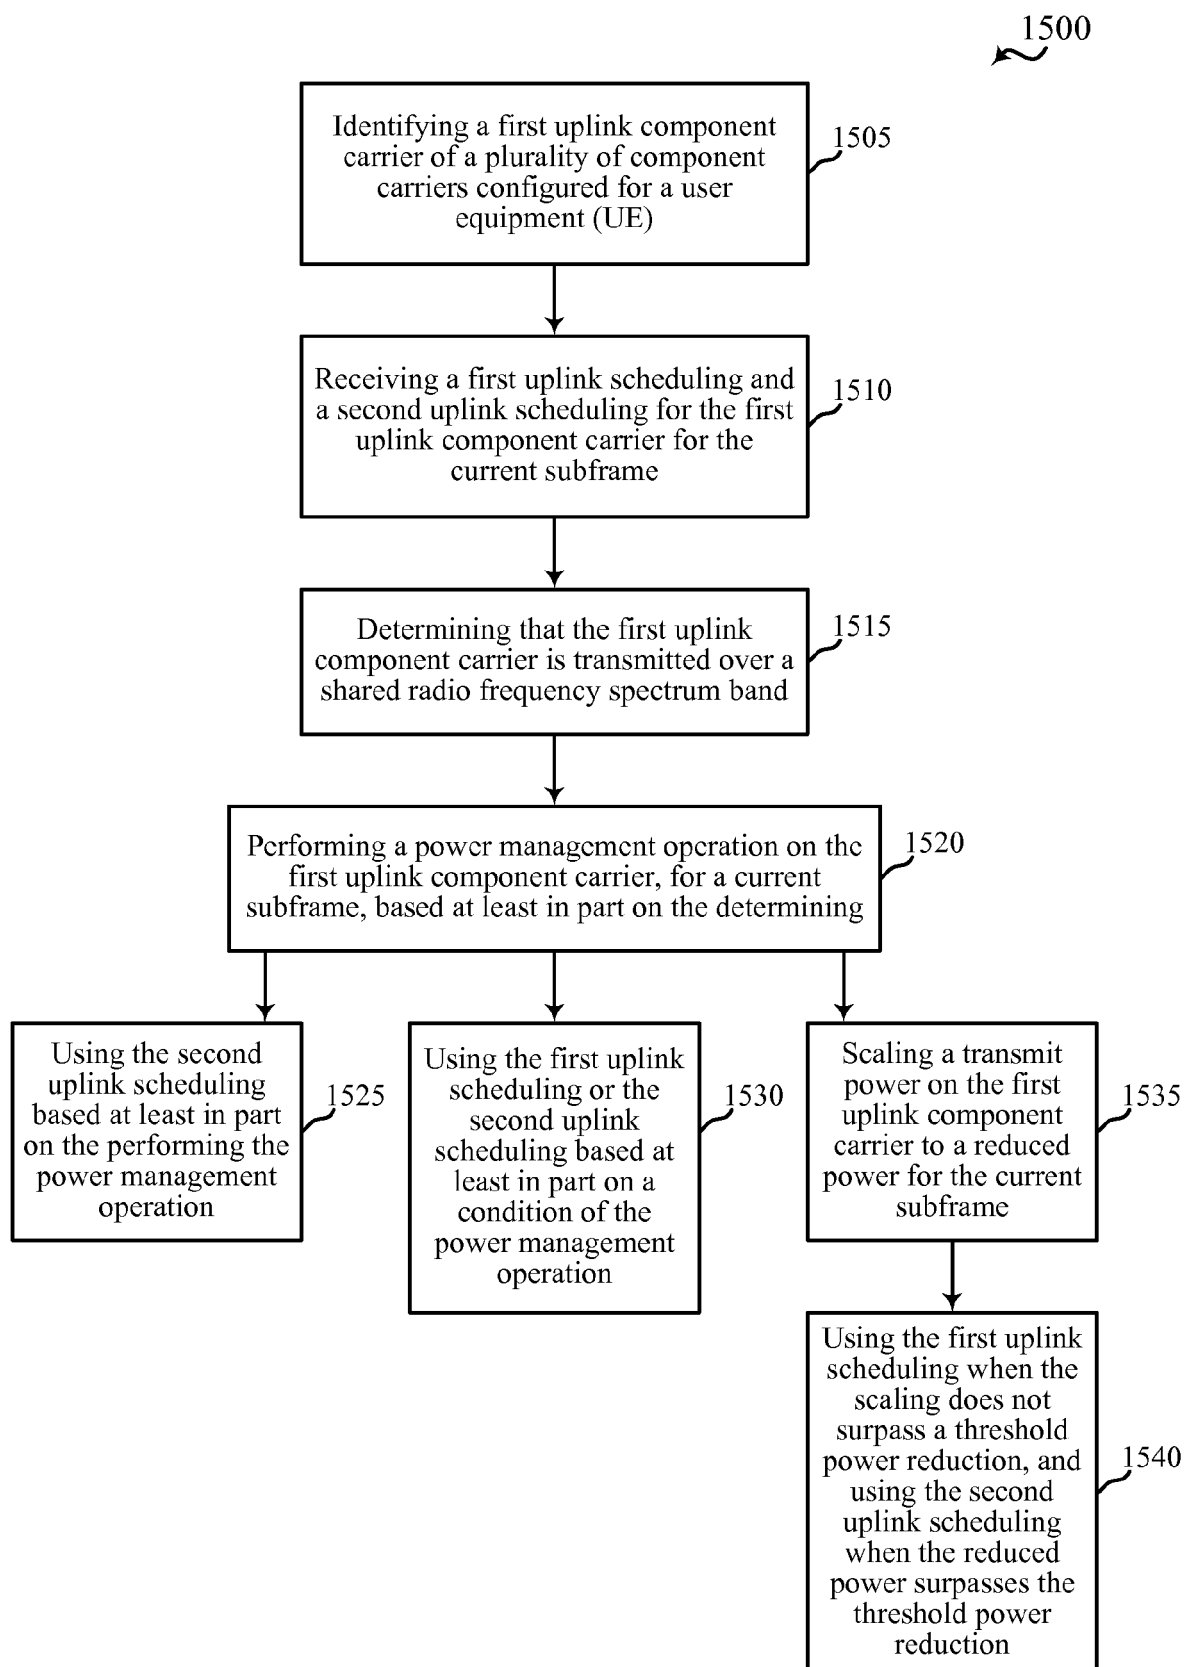 1500
Identifying a first uplink component
carrier of a plurality of component
carriers configured for a user
equipment (UE)
1505
Receiving a first uplink scheduling and
a second uplink scheduling for the first
uplink component carrier for the
current subframe
1510
Determining that the first uplink
component carrier is transmitted over a
shared radio frequency spectrum band
1515
Performing a power management operation on the
first uplink component carrier, for a current
subframe, based at least in part on the determining
1520
Using the second
uplink scheduling
based at least in part
on the performing the
power management
operation
1525
Using the first uplink
scheduling or the
second uplink
scheduling based at
least in part on a
condition of the
power management
operation
1530
Scaling a transmit
power on the first
uplink component
carrier to a reduced
power for the current
subframe
1535
Using the first uplink
scheduling when the
scaling does not
surpass a threshold
power reduction, and
using the second
uplink scheduling
when the reduced
power surpasses the
threshold power
reduction
1540